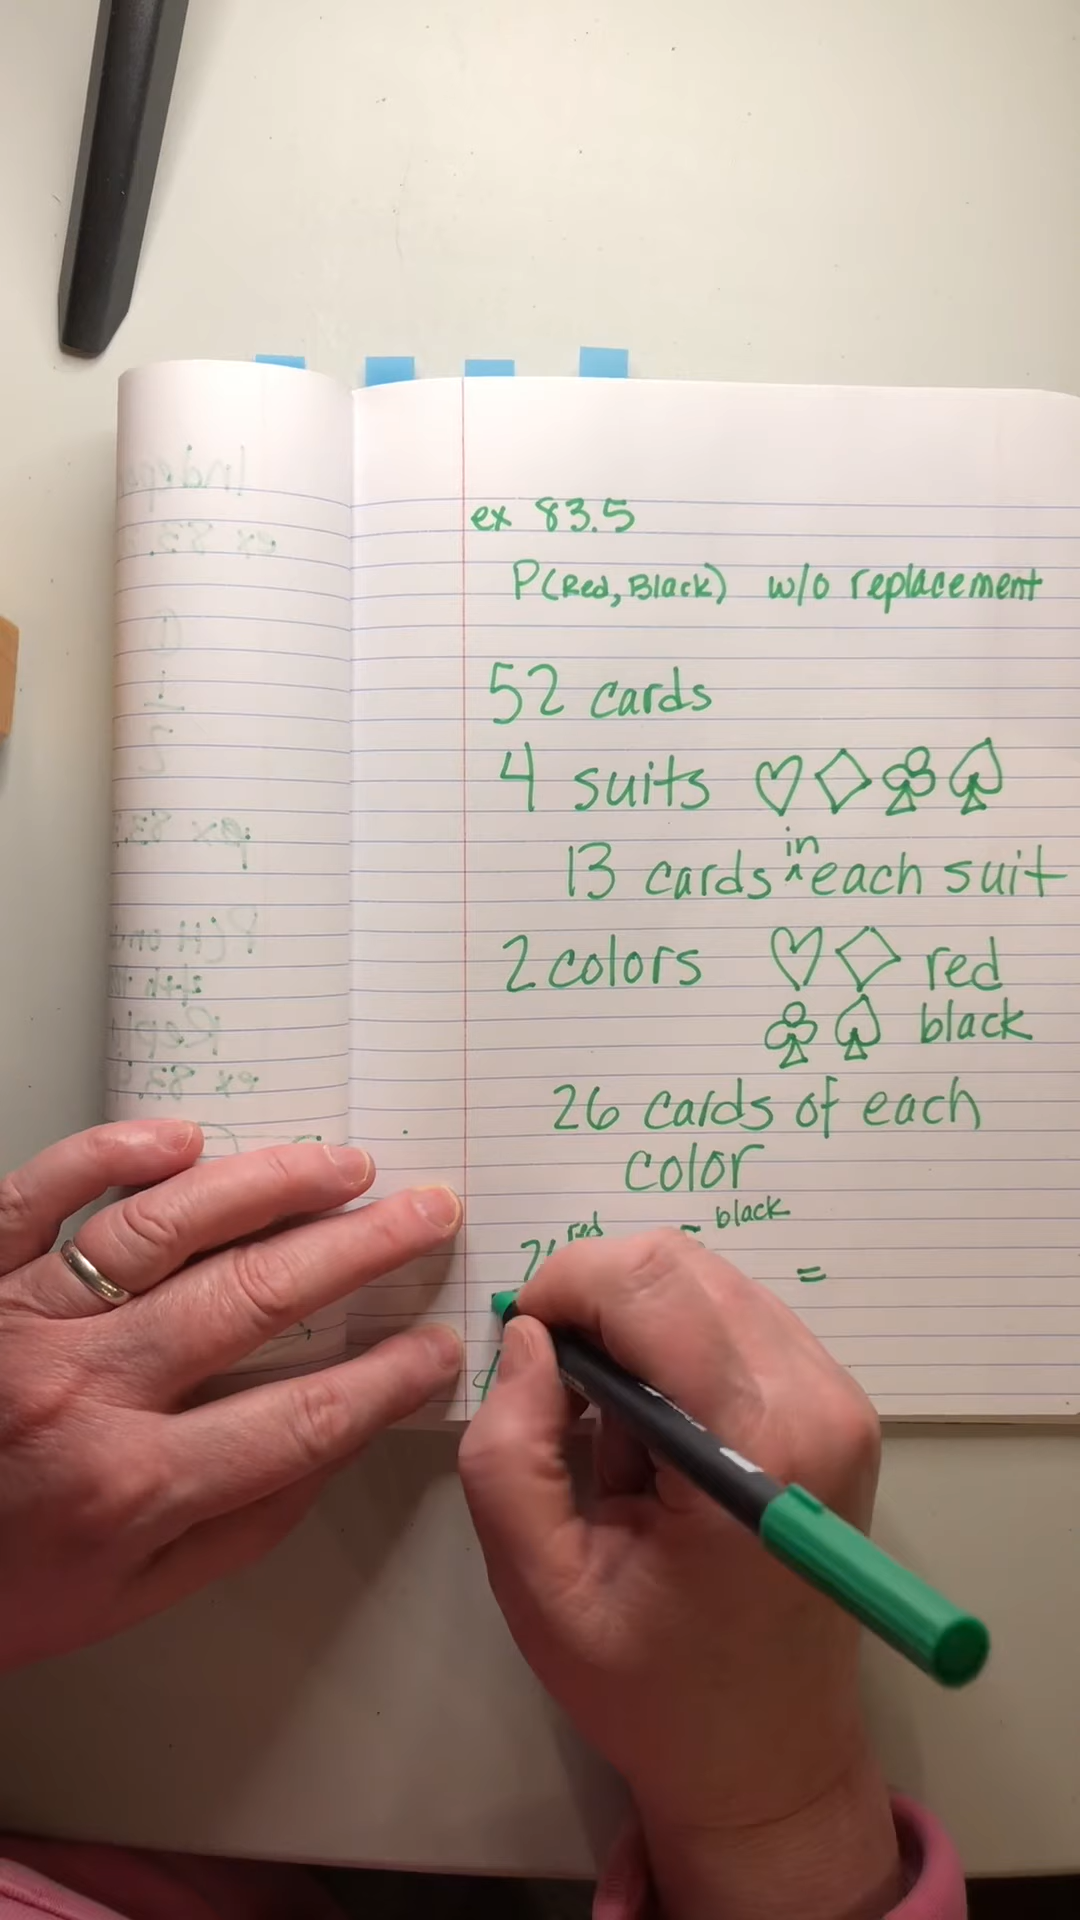 ex 83.5
P(Red, Black) w/o replacement
52 cards
4 suits ♡ ◇ ♧ ♤
13 cards in each suit
2 colors ♡ ◇ red
♧ ♤ black
26 cards of each
color
red black
=